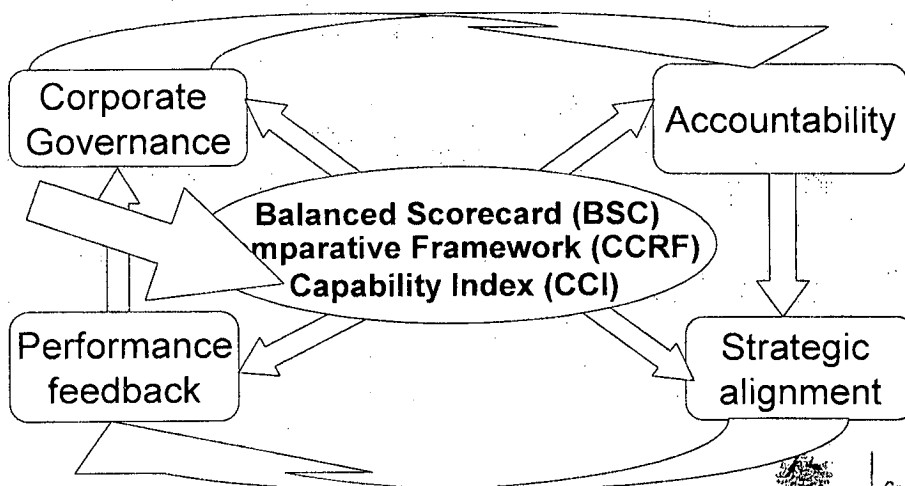 Corporate
Governance
Accountability
Balanced Scorecard (BSC)
mparative Framework (CCRF)
Capability Index (CCI)
Performance
feedback
Strategic
alignment